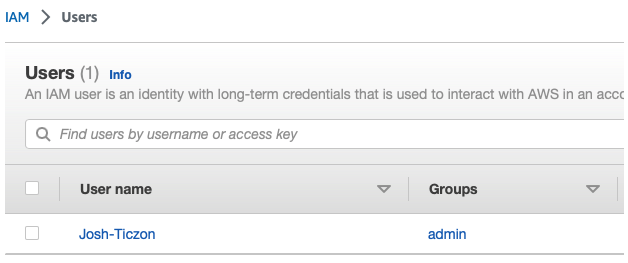 IAM > Users
Users (1) Info
An IAM user is an identity with long-term credentials that is used to interact with AWS in an acco
Find users by username or access key
User name Groups
Josh-Ticzon admin